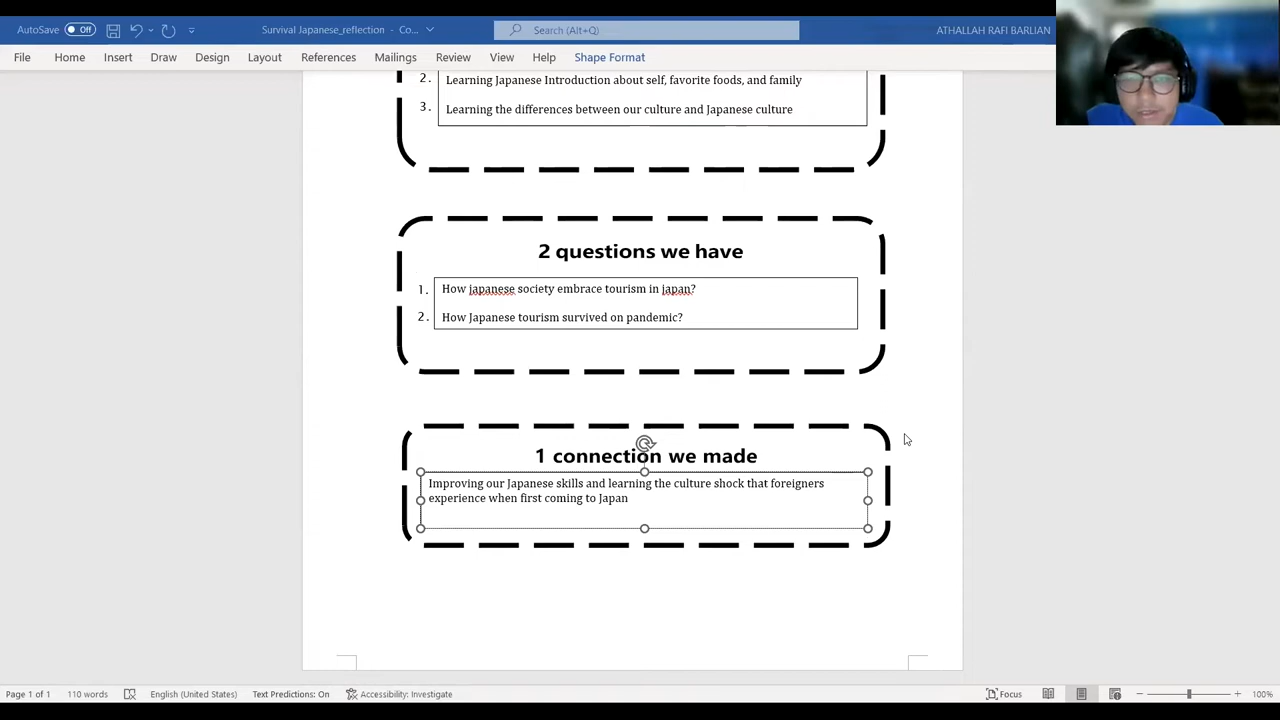 AutoSave Off
Survival Japanese_reflection - Co...
Search (Alt+Q)
ATHALLAH RAFI BARLIAN
File Home Insert Draw Design Layout References Mailings Review View Help Shape Format
2. Learning Japanese Introduction about self, favorite foods, and family
3. Learning the differences between our culture and Japanese culture
2 questions we have
1. How japanese society embrace tourism in japan?
2. How Japanese tourism survived on pandemic?
1 connection we made
Improving our Japanese skills and learning the culture shock that foreigners
experience when first coming to Japan
Page 1 of 1 110 words English (United States) Text Predictions: On Accessibility: Investigate Focus 100%